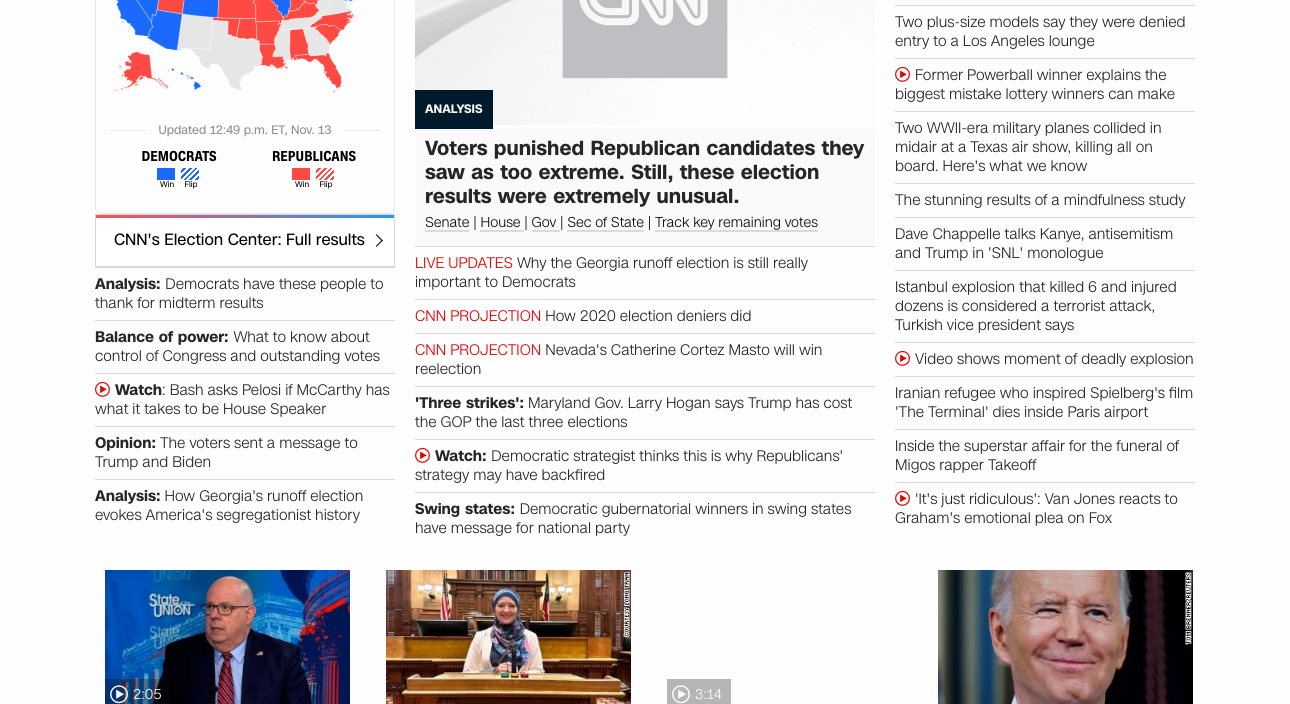 Updated 12:49 p.m. ET, Nov. 13
DEMOCRATS
REPUBLICANS
Win Flip
Win Flip
CNN's Election Center: Full results
Analysis: Democrats have these people to
thank for midterm results
Balance of power: What to know about
control of Congress and outstanding votes
Watch: Bash asks Pelosi if McCarthy has
what it takes to be House Speaker
Opinion: The voters sent a message to
Trump and Biden
Analysis: How Georgia's runoff election
evokes America's segregationist history
CNN
ANALYSIS
Voters punished Republican candidates they
saw as too extreme. Still, these election
results were extremely unusual.
Senate | House | Gov | Sec of State | Track key remaining votes
LIVE UPDATES Why the Georgia runoff election is still really
important to Democrats
CNN PROJECTION How 2020 election deniers did
CNN PROJECTION Nevada's Catherine Cortez Masto will win
reelection
'Three strikes': Maryland Gov. Larry Hogan says Trump has cost
the GOP the last three elections
Watch: Democratic strategist thinks this is why Republicans'
strategy may have backfired
Swing states: Democratic gubernatorial winners in swing states
have message for national party
Two plus-size models say they were denied
entry to a Los Angeles lounge
Former Powerball winner explains the
biggest mistake lottery winners can make
Two WWII-era military planes collided in
midair at a Texas air show, killing all on
board. Here's what we know
The stunning results of a mindfulness study
Dave Chappelle talks Kanye, antisemitism
and Trump in 'SNL' monologue
Istanbul explosion that killed 6 and injured
dozens is considered a terrorist attack,
Turkish vice president says
Video shows moment of deadly explosion
Iranian refugee who inspired Spielberg's film
'The Terminal' dies inside Paris airport
Inside the superstar affair for the funeral of
Migos rapper Takeoff
'It's just ridiculous': Van Jones reacts to
Graham's emotional plea on Fox
State of the
UNION
State
UNION
2:05
3:14
TOM BRENNER/REUTERS